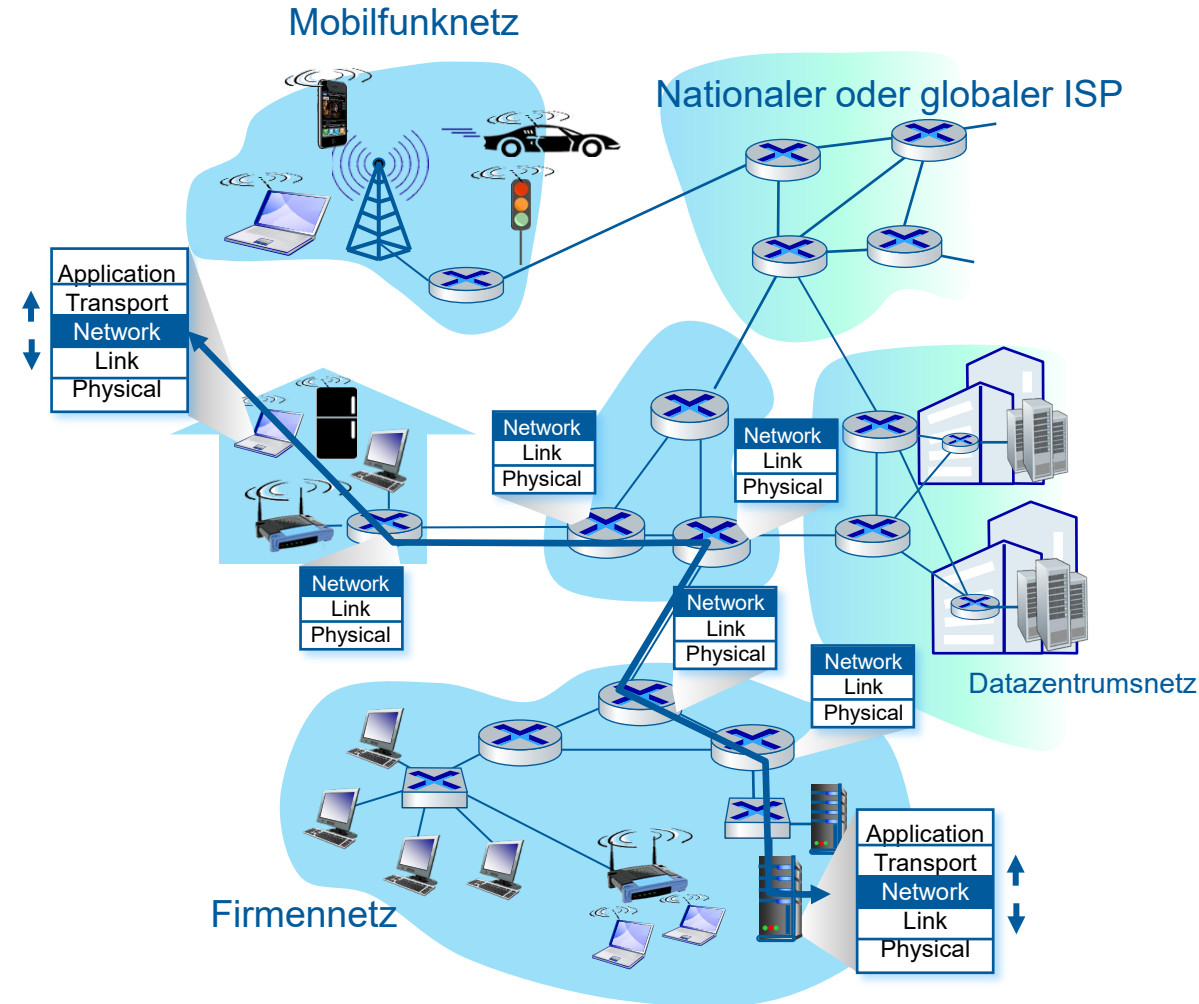 Mobilfunknetz
Nationaler oder globaler ISP
Application
Transport
Network
Link
Physical
Network
Link
Physical
Network
Link
Physical
Network
Link
Physical
Network
Link
Physical
Network
Link
Physical
Datazentrumsnetz
Firmennetz
Application
Transport
Network
Link
Physical